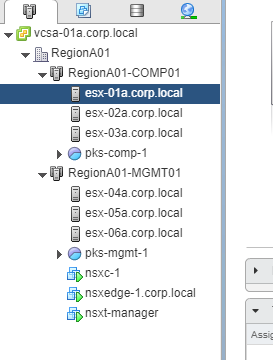 vcsa-01a.corp.local
RegionA01
RegionA01-COMP01
esx-01a.corp.local
esx-02a.corp.local
esx-03a.corp.local
pks-comp-1
RegionA01-MGMT01
esx-04a.corp.local
esx-05a.corp.local
esx-06a.corp.local
pks-mgmt-1
nsxc-1
nsxedge-1.corp.local
nsxt-manager
Assig